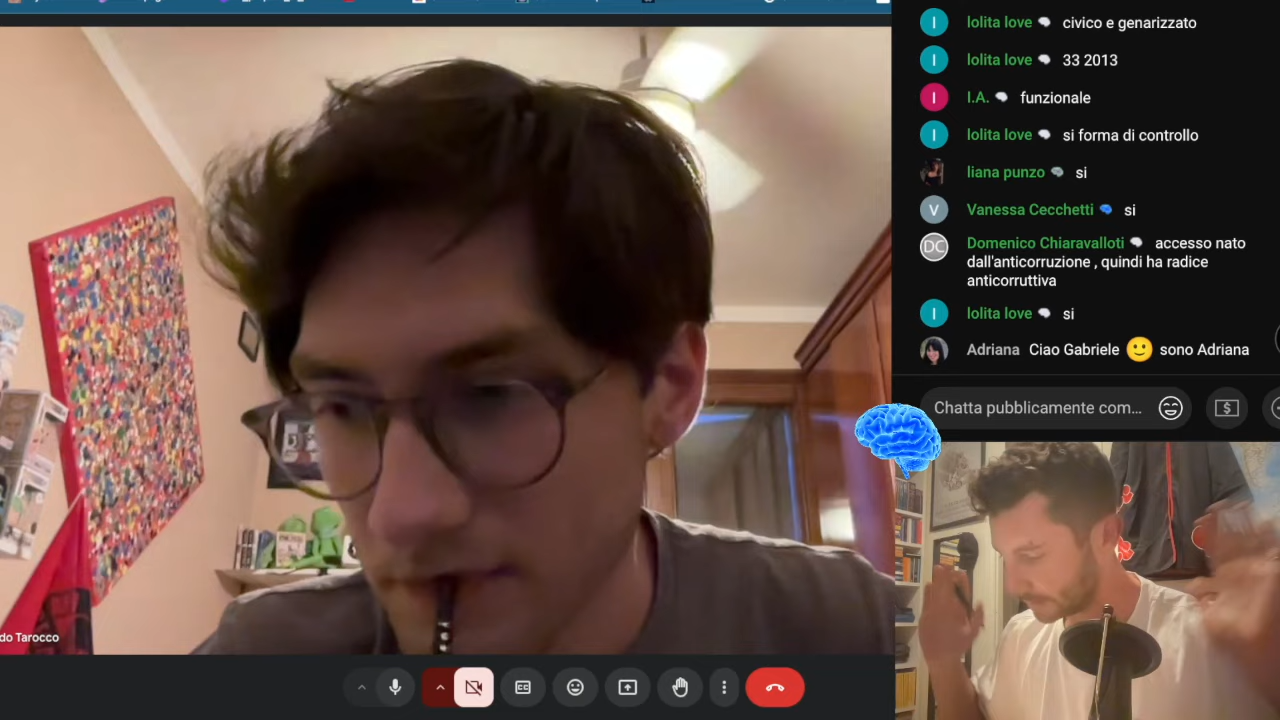 lolita love civico e genarizzato
lolita love 33 2013
I.A. funzionale
lolita love si forma di controllo
liana punzo si
Vanessa Cecchetti si
Domenico Chiaravalloti accesso nato
dall'anticorruzione , quindi ha radice
anticorruttiva
lolita love si
Adriana Ciao Gabriele 🙂 sono Adriana
Chatta pubblicamente com...
do Tarocco